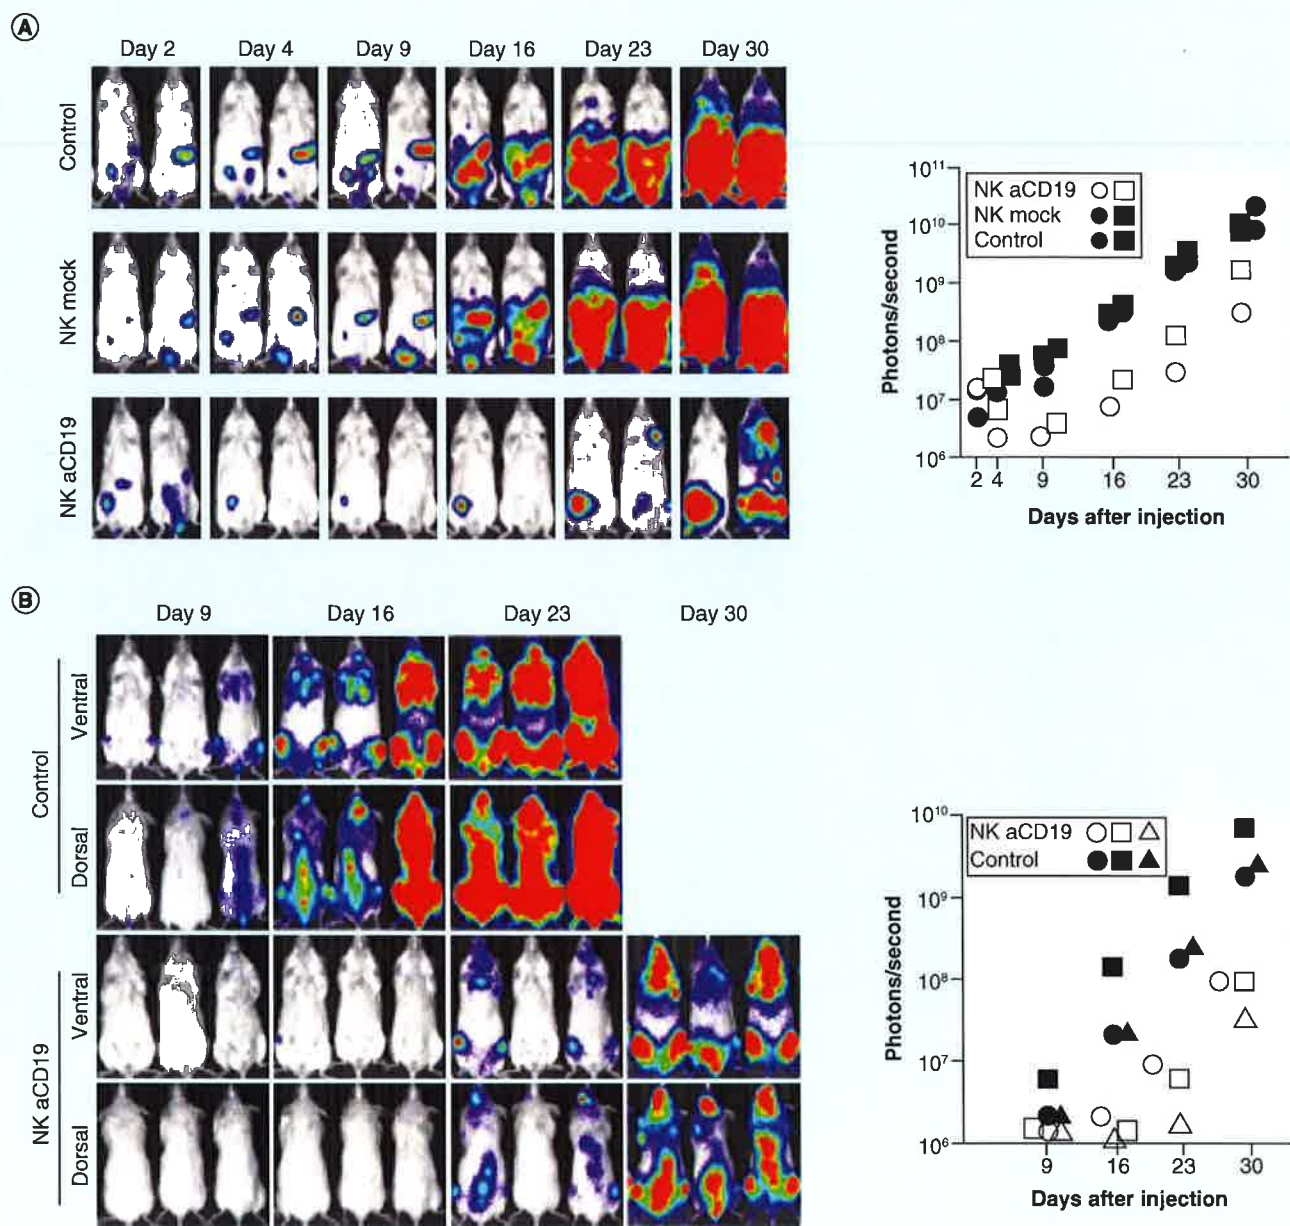 A
Day 2 Day 4 Day 9 Day 16 Day 23 Day 30
Control
NK mock
NK aCD19
10¹¹
10¹⁰
10⁹
10⁸
10⁷
10⁶
Photons/second
NK aCD19
NK mock
Control
2 4 9 16 23 30
Days after injection
B
Day 9 Day 16 Day 23 Day 30
Control
Ventral
Dorsal
NK aCD19
Ventral
Dorsal
10¹⁰
10⁹
10⁸
10⁷
10⁶
Photons/second
NK aCD19
Control
9 16 23 30
Days after injection